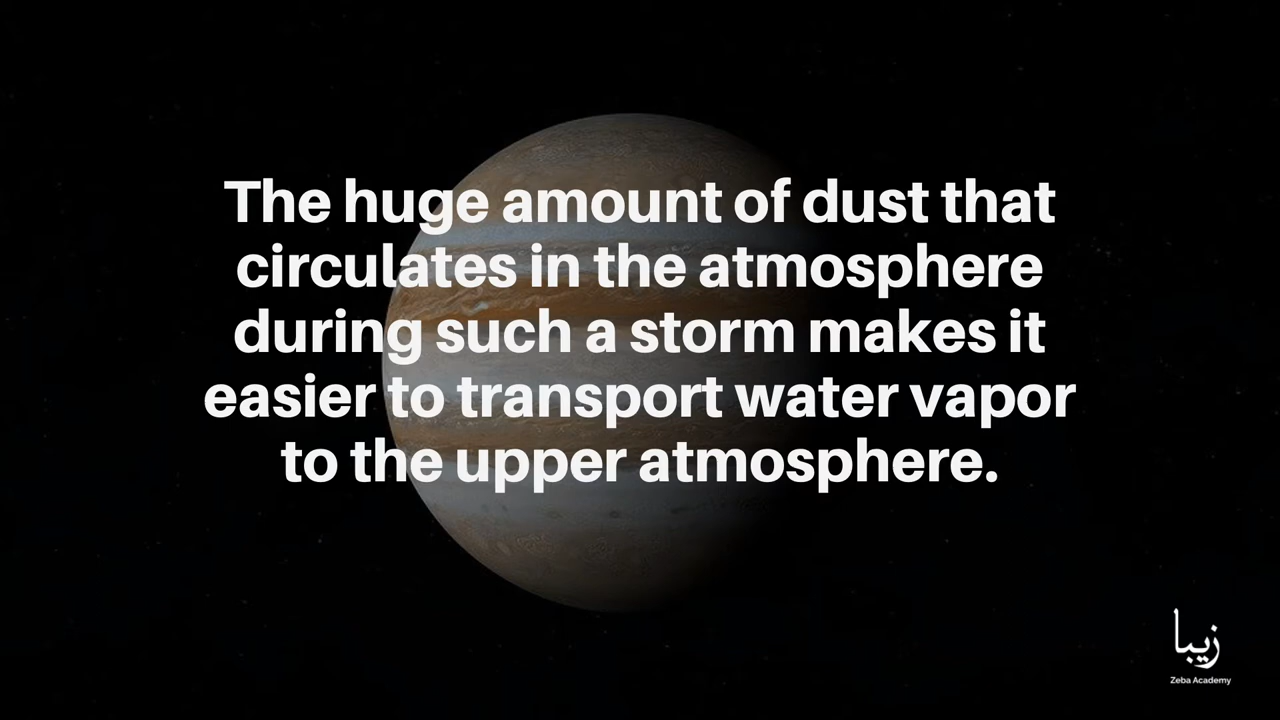 The huge amount of dust that
circulates in the atmosphere
during such a storm makes it
easier to transport water vapor
to the upper atmosphere.
زیبا
Zeba Academy